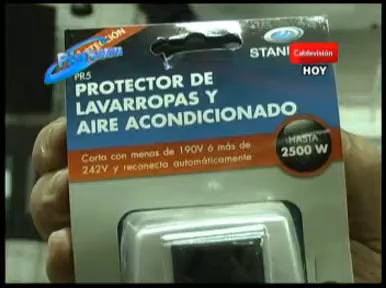 PROTECCIÓN
STAN
Cablevisión
HOY
PR5
PROTECTOR DE
LAVARROPAS Y
AIRE ACONDICIONADO
Corta con menos de 190V ó más de
242V y reconecta automáticamente
HASTA
2500 W